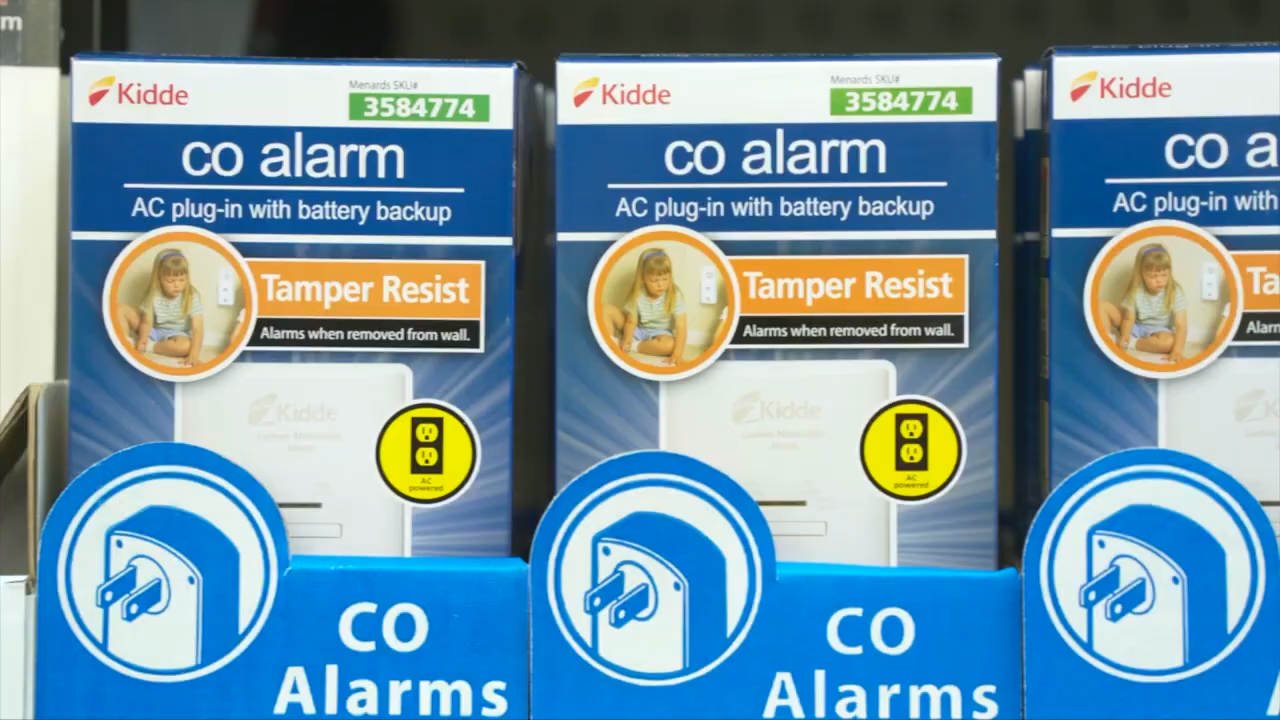 m
Kidde
Menards SKU#
3584774
co alarm
AC plug-in with battery backup
Tamper Resist
Alarms when removed from wall.
Kidde
AC
powered
CO
Alarms
Kidde
Menards SKU#
3584774
co alarm
AC plug-in with battery backup
Tamper Resist
Alarms when removed from wall.
Kidde
AC
powered
CO
Alarms
Kidde
co a
AC plug-in with
Ta
Alarm